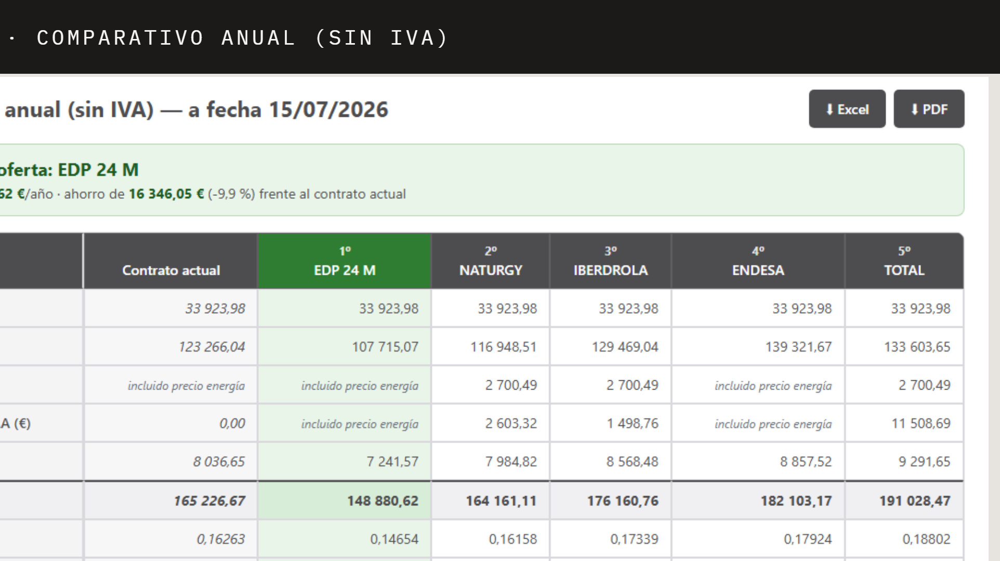 · COMPARATIVO ANUAL (SIN IVA)
anual (sin IVA) — a fecha 15/07/2026
⬇ Excel ⬇ PDF
oferta: EDP 24 M
62 €/año · ahorro de 16 346,05 € (-9,9 %) frente al contrato actual
1º 2º 3º 4º 5º
Contrato actual EDP 24 M NATURGY IBERDROLA ENDESA TOTAL
33 923,98 33 923,98 33 923,98 33 923,98 33 923,98 33 923,98
123 266,04 107 715,07 116 948,51 129 469,04 139 321,67 133 603,65
incluido precio energía incluido precio energía 2 700,49 2 700,49 incluido precio energía 2 700,49
A (€) 0,00 incluido precio energía 2 603,32 1 498,76 incluido precio energía 11 508,69
8 036,65 7 241,57 7 984,82 8 568,48 8 857,52 9 291,65
165 226,67 148 880,62 164 161,11 176 160,76 182 103,17 191 028,47
0,16263 0,14654 0,16158 0,17339 0,17924 0,18802